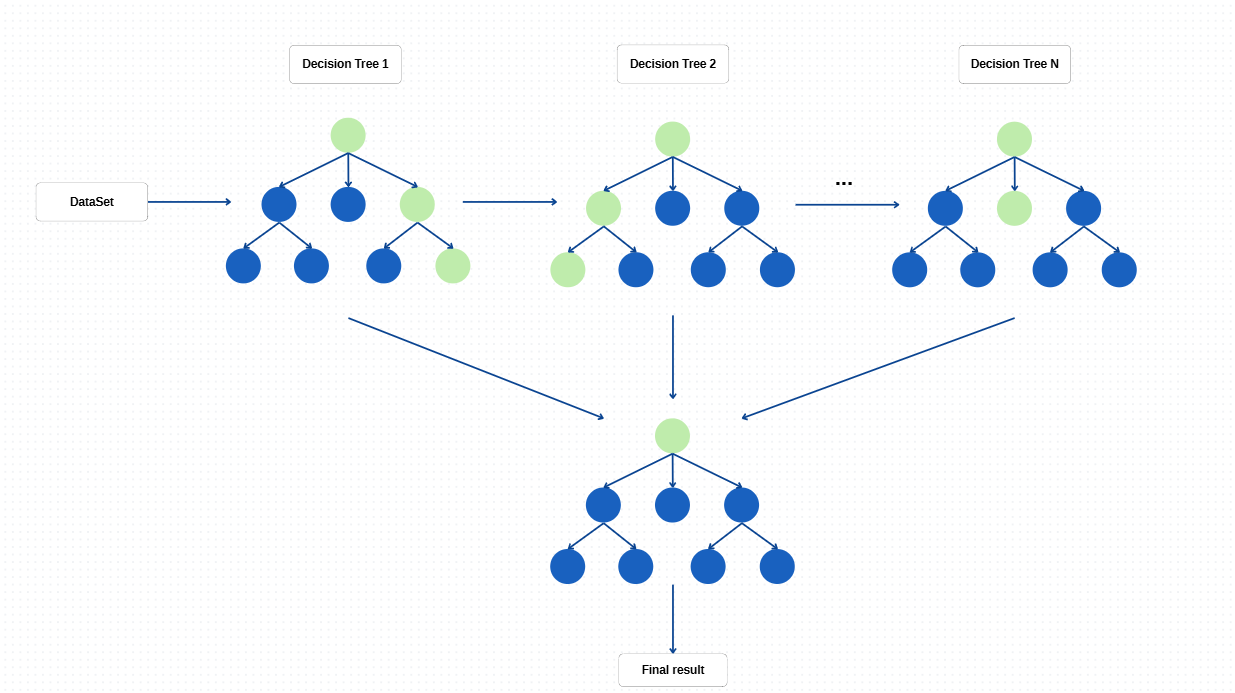 Decision Tree 1
Decision Tree 2
Decision Tree N
...
DataSet
Final result